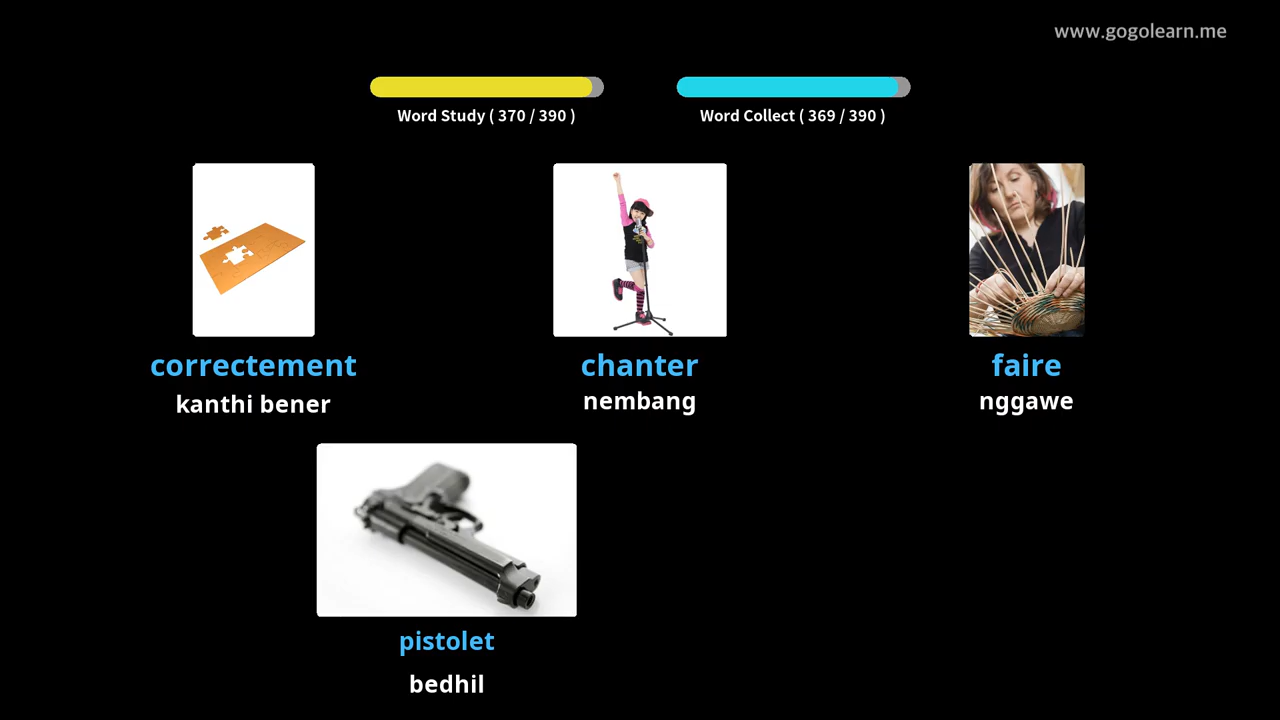 www.gogolearn.me
Word Study ( 370 / 390 )
Word Collect ( 369 / 390 )
correctement
kanthi bener
chanter
nembang
faire
nggawe
pistolet
bedhil